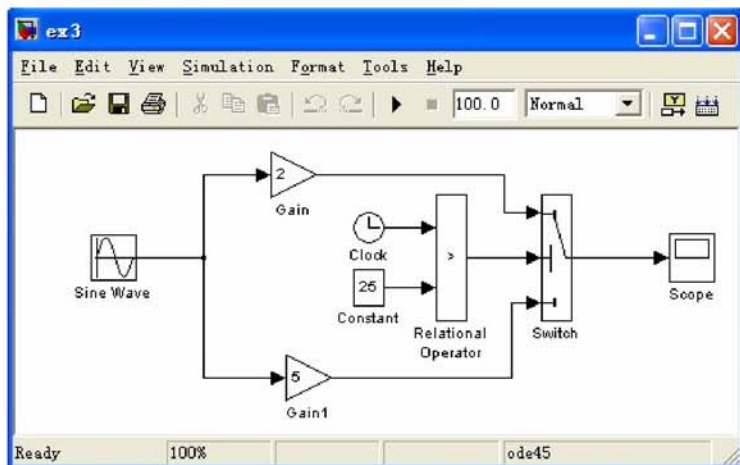 ex3
File Edit View Simulation Format Tools Help
100.0 Normal
2
Gain
Clock
Sine Wave
25
Constant
>
Relational
Operator
Switch
Scope
5
Gain1
Ready 100% ode45